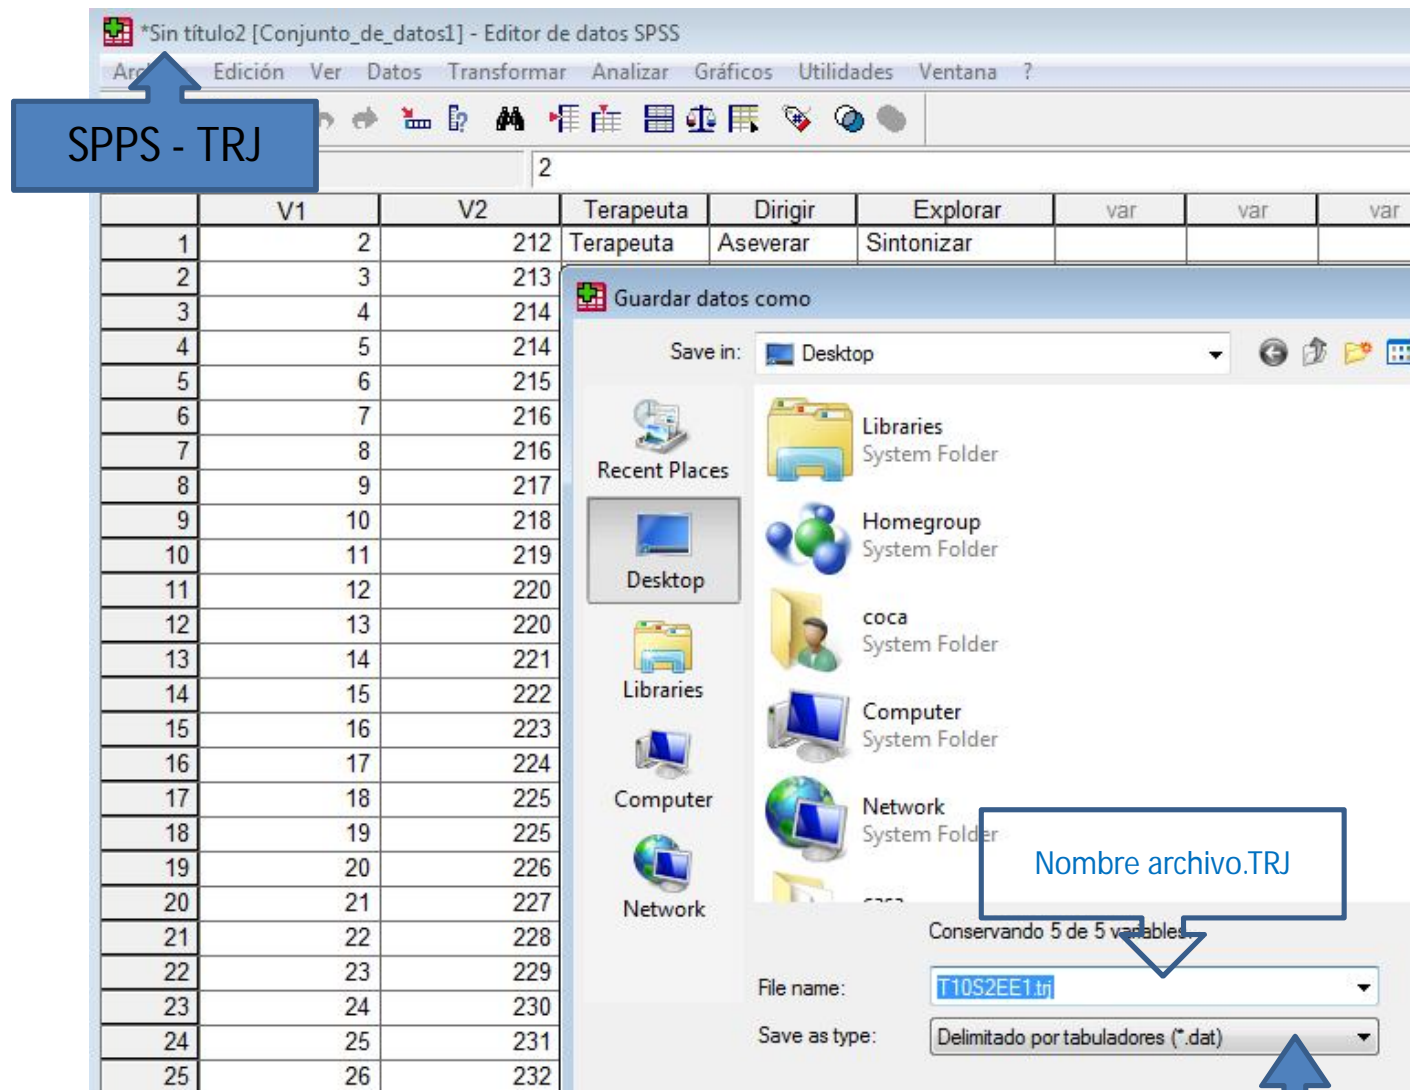 *Sin título2 [Conjunto_de_datos1] - Editor de datos SPSS
Edición Ver Datos Transformar Analizar Gráficos Utilidades Ventana ?
SPPS - TRJ
2
V1 V2 Terapeuta Dirigir Explorar var var var
1 2 212 Terapeuta Aseverar Sintonizar
2 3 213
3 4 214
4 5 214
5 6 215
6 7 216
7 8 216
8 9 217
9 10 218
10 11 219
11 12 220
12 13 220
13 14 221
14 15 222
15 16 223
16 17 224
17 18 225
18 19 225
19 20 226
20 21 227
21 22 228
22 23 229
23 24 230
24 25 231
25 26 232
Guardar datos como
Save in: Desktop
Recent Places
Desktop
Libraries
Computer
Network
Libraries
System Folder
Homegroup
System Folder
coca
System Folder
Computer
System Folder
Network
System Folder
Nombre archivo.TRJ
Conservando 5 de 5 variables.
File name: T10S2EE1.trj
Save as type: Delimitado por tabuladores (*.dat)